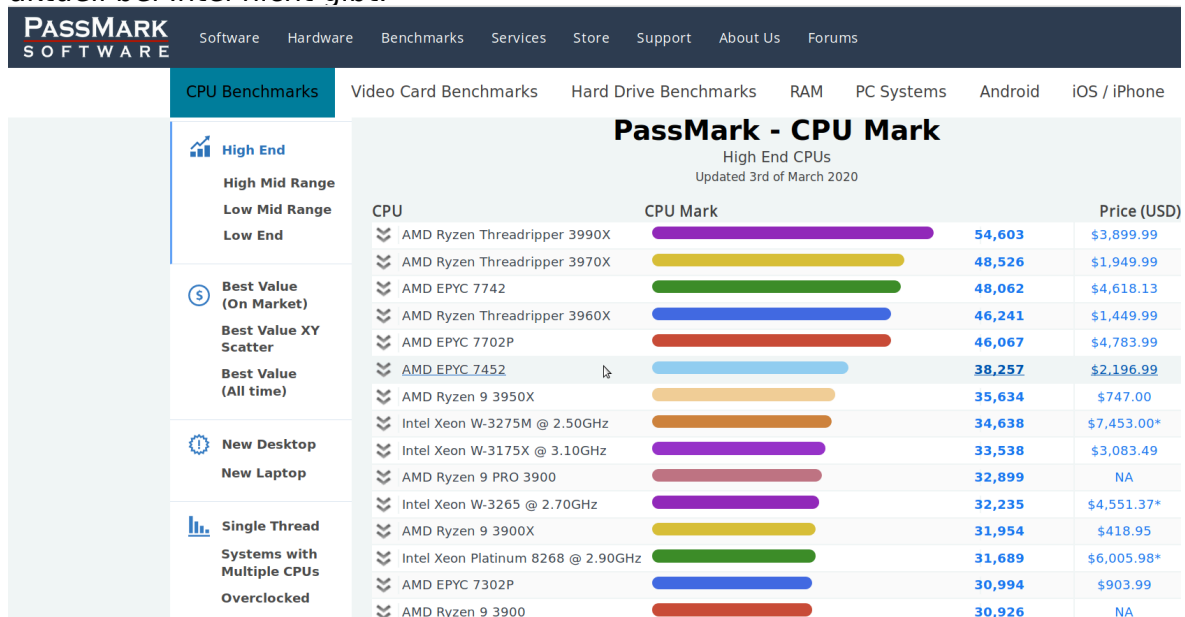 aktuell bei Intel nicht gibt.
PASSMARK
SOFTWARE
Software Hardware Benchmarks Services Store Support About Us Forums
CPU Benchmarks Video Card Benchmarks Hard Drive Benchmarks RAM PC Systems Android iOS / iPhone
High End
High Mid Range
Low Mid Range
Low End
Best Value
(On Market)
Best Value XY
Scatter
Best Value
(All time)
New Desktop
New Laptop
Single Thread
Systems with
Multiple CPUs
Overclocked
PassMark - CPU Mark
High End CPUs
Updated 3rd of March 2020
CPU CPU Mark Price (USD)
AMD Ryzen Threadripper 3990X 54,603 $3,899.99
AMD Ryzen Threadripper 3970X 48,526 $1,949.99
AMD EPYC 7742 48,062 $4,618.13
AMD Ryzen Threadripper 3960X 46,241 $1,449.99
AMD EPYC 7702P 46,067 $4,783.99
AMD EPYC 7452 38,257 $2,196.99
AMD Ryzen 9 3950X 35,634 $747.00
Intel Xeon W-3275M @ 2.50GHz 34,638 $7,453.00*
Intel Xeon W-3175X @ 3.10GHz 33,538 $3,083.49
AMD Ryzen 9 PRO 3900 32,899 NA
Intel Xeon W-3265 @ 2.70GHz 32,235 $4,551.37*
AMD Ryzen 9 3900X 31,954 $418.95
Intel Xeon Platinum 8268 @ 2.90GHz 31,689 $6,005.98*
AMD EPYC 7302P 30,994 $903.99
AMD Ryzen 9 3900 30,926 NA